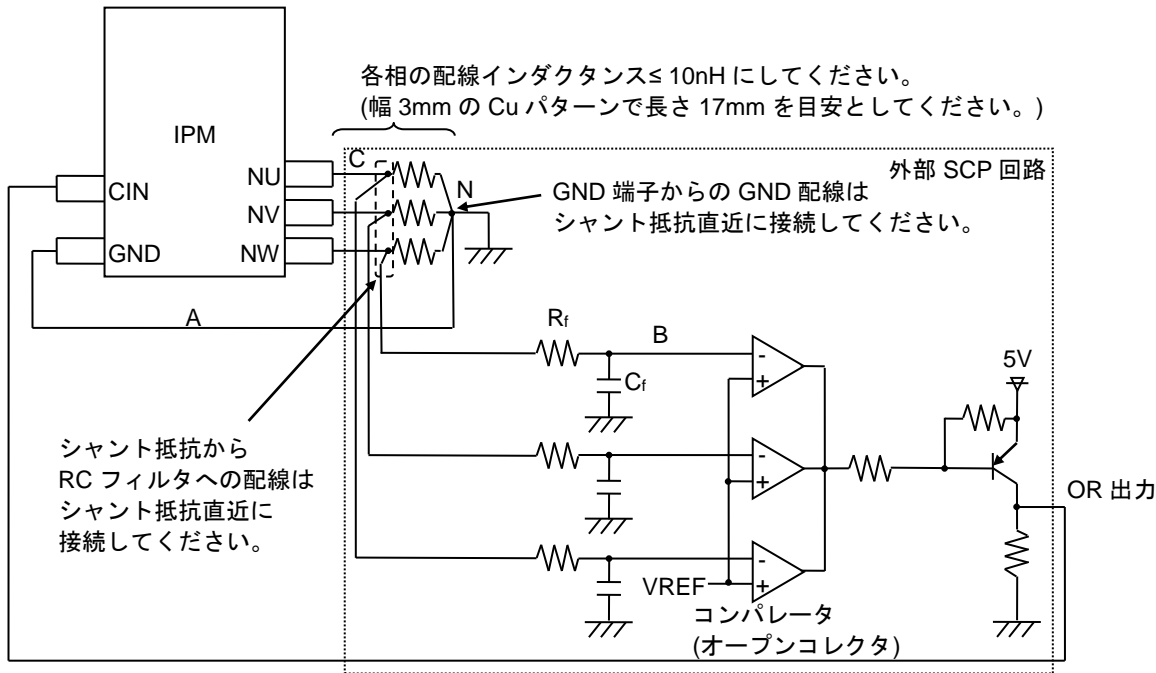 各相の配線インダクタンス≤ 10nH にしてください。
(幅 3mm の Cu パターンで長さ 17mm を目安としてください。)
IPM
CIN
GND
NU
NV
NW
C
N
外部 SCP 回路
GND 端子からの GND 配線は
シャント抵抗直近に接続してください。
A
Rf
B
Cf
-
+
5V
シャント抵抗から
RC フィルタへの配線は
シャント抵抗直近に
接続してください。
-
+
OR 出力
-
+
VREF
コンパレータ
(オープンコレクタ)